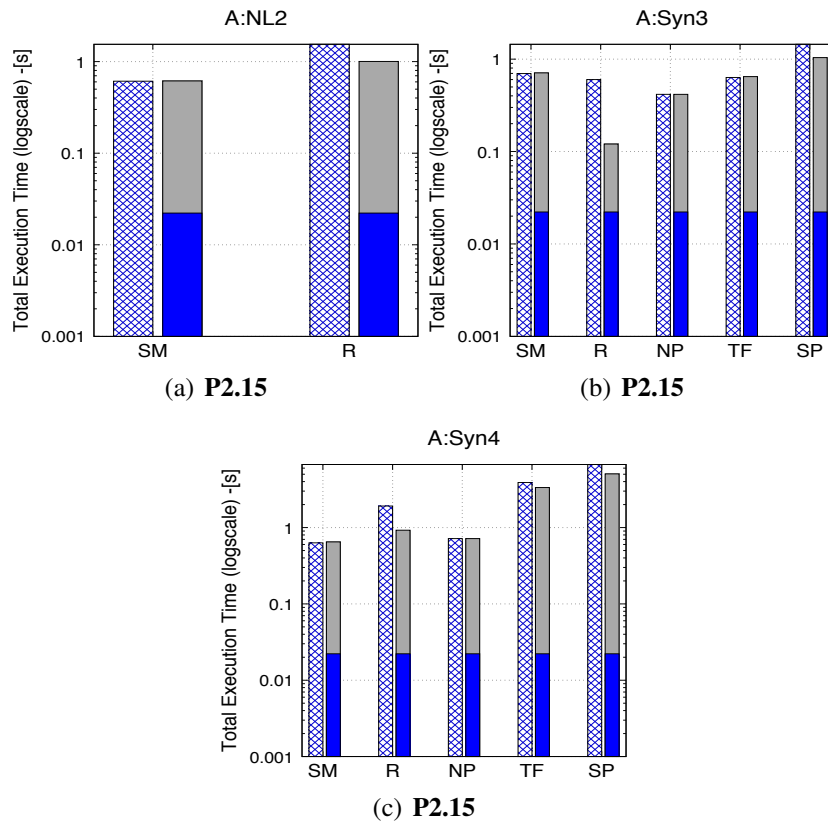 A:NL2
Total Execution Time (logscale) -[s]
1
0.1
0.01
0.001
SM R
(a) P2.15
A:Syn3
Total Execution Time (logscale) -[s]
1
0.1
0.01
0.001
SM R NP TF SP
(b) P2.15
A:Syn4
Total Execution Time (logscale) -[s]
1
0.1
0.01
0.001
SM R NP TF SP
(c) P2.15